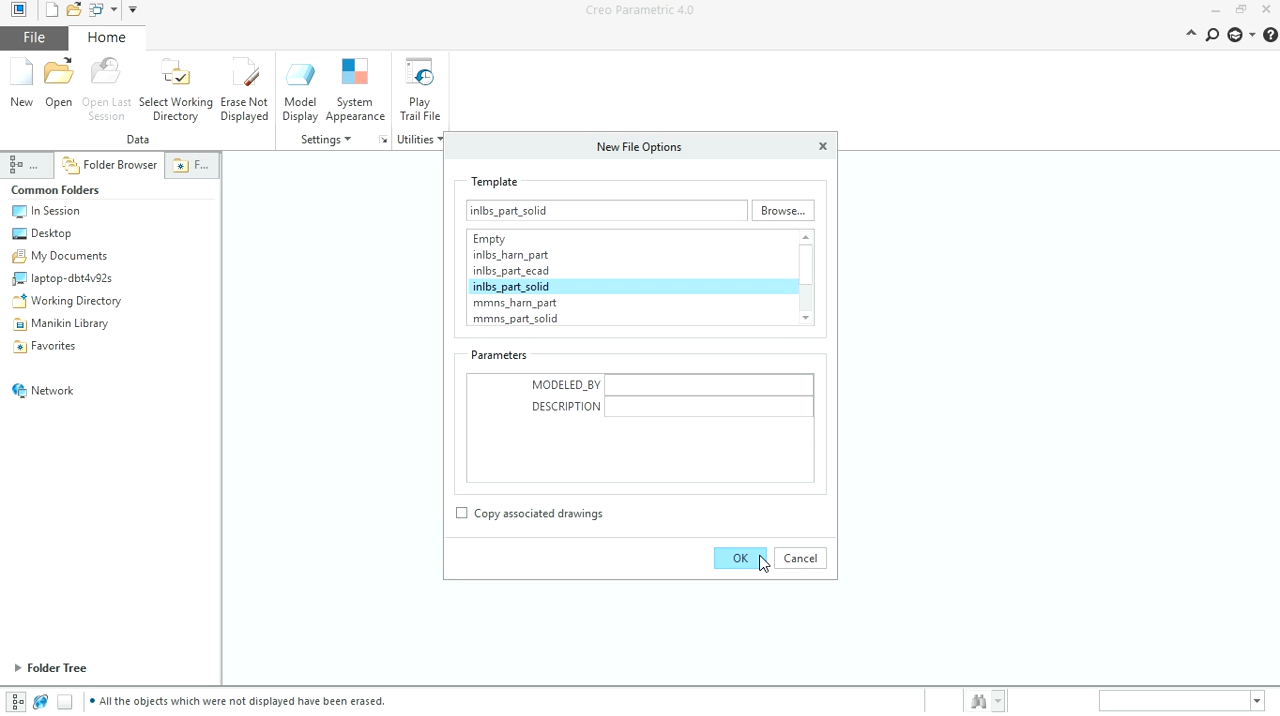 Creo Parametric 4.0
File Home
New Open Open Last Session Select Working Directory Erase Not Displayed Model Display System Appearance Play Trail File
Data Settings Utilities
... Folder Browser F...
Common Folders
In Session
Desktop
My Documents
laptop-dbt4v92s
Working Directory
Manikin Library
Favorites
Network
Folder Tree
New File Options
Template
inlbs_part_solid Browse...
Empty
inlbs_harn_part
inlbs_part_ecad
inlbs_part_solid
mmns_harn_part
mmns_part_solid
Parameters
MODELED_BY
DESCRIPTION
Copy associated drawings
OK Cancel
• All the objects which were not displayed have been erased.